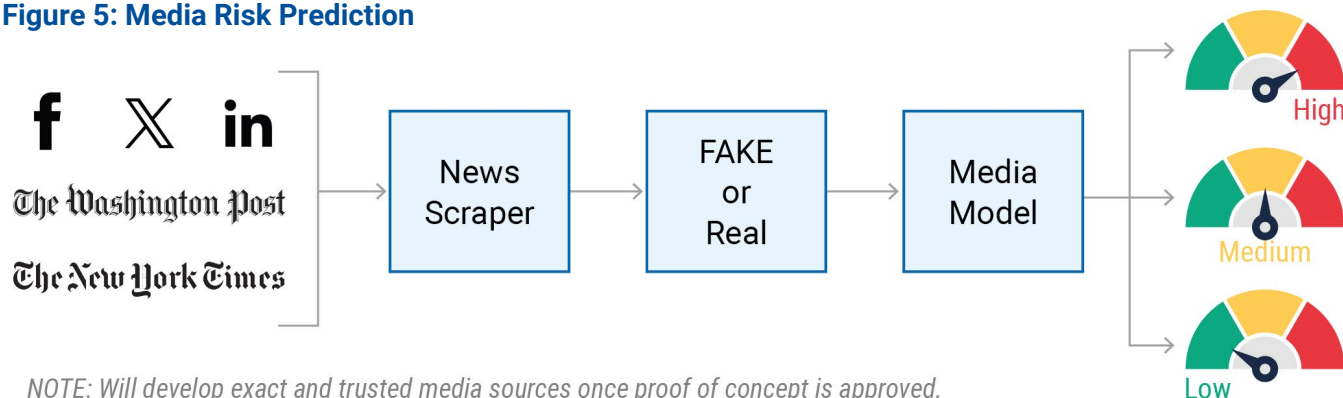 Figure 5: Media Risk Prediction
f X in
The Washington Post
The New York Times
News
Scraper
FAKE
or
Real
Media
Model
High
Medium
Low
NOTE: Will develop exact and trusted media sources once proof of concept is approved.